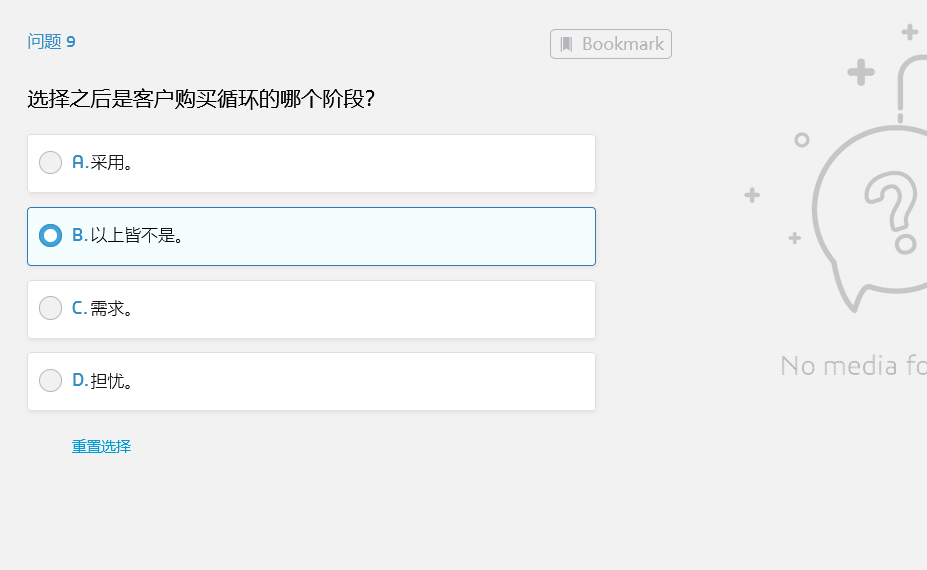 问题 9
Bookmark
选择之后是客户购买循环的哪个阶段?
A.采用。
B.以上皆不是。
C.需求。
D.担忧。
重置选择
No media fo